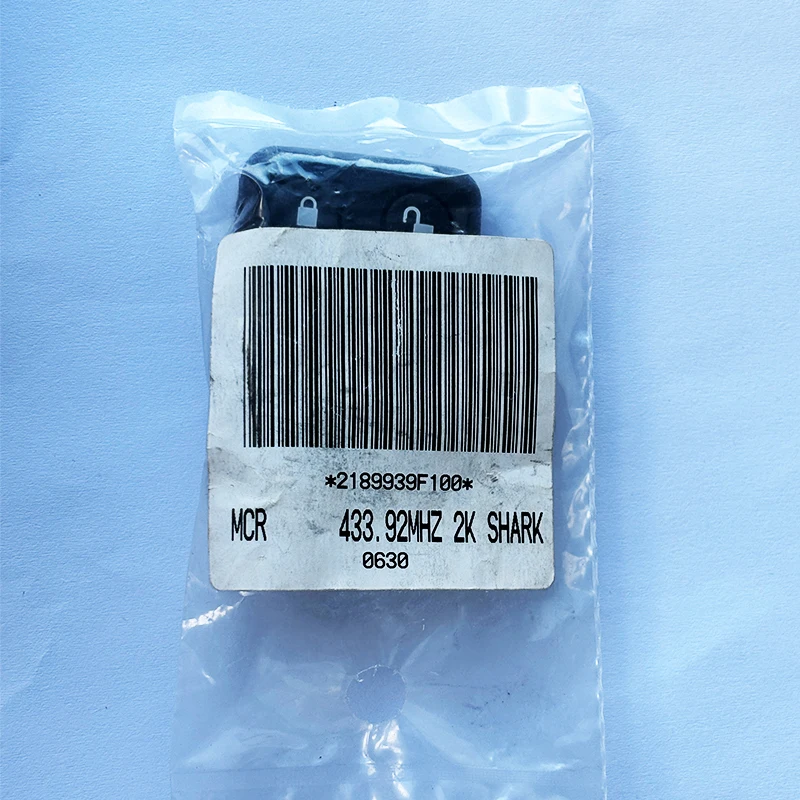 *2189939F100*
MCR 433.92MHZ 2K SHARK
0630